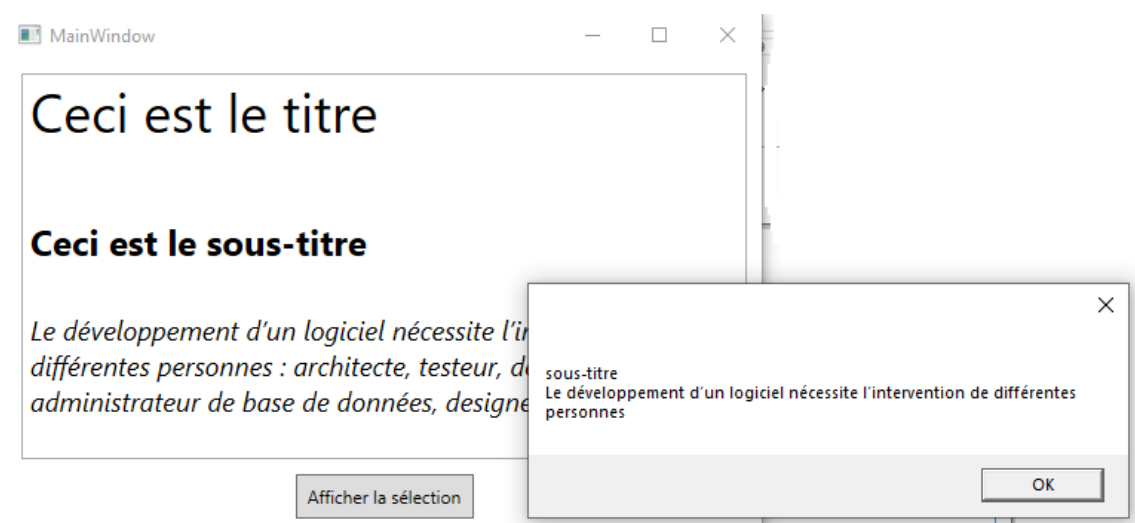 MainWindow
Ceci est le titre
Ceci est le sous-titre
Le développement d’un logiciel nécessite
différentes personnes : architecte, testeur,
administrateur de base de données,
sous-titre
Le développement d’un logiciel nécessite l’intervention de différentes
personnes
OK
Afficher la sélection